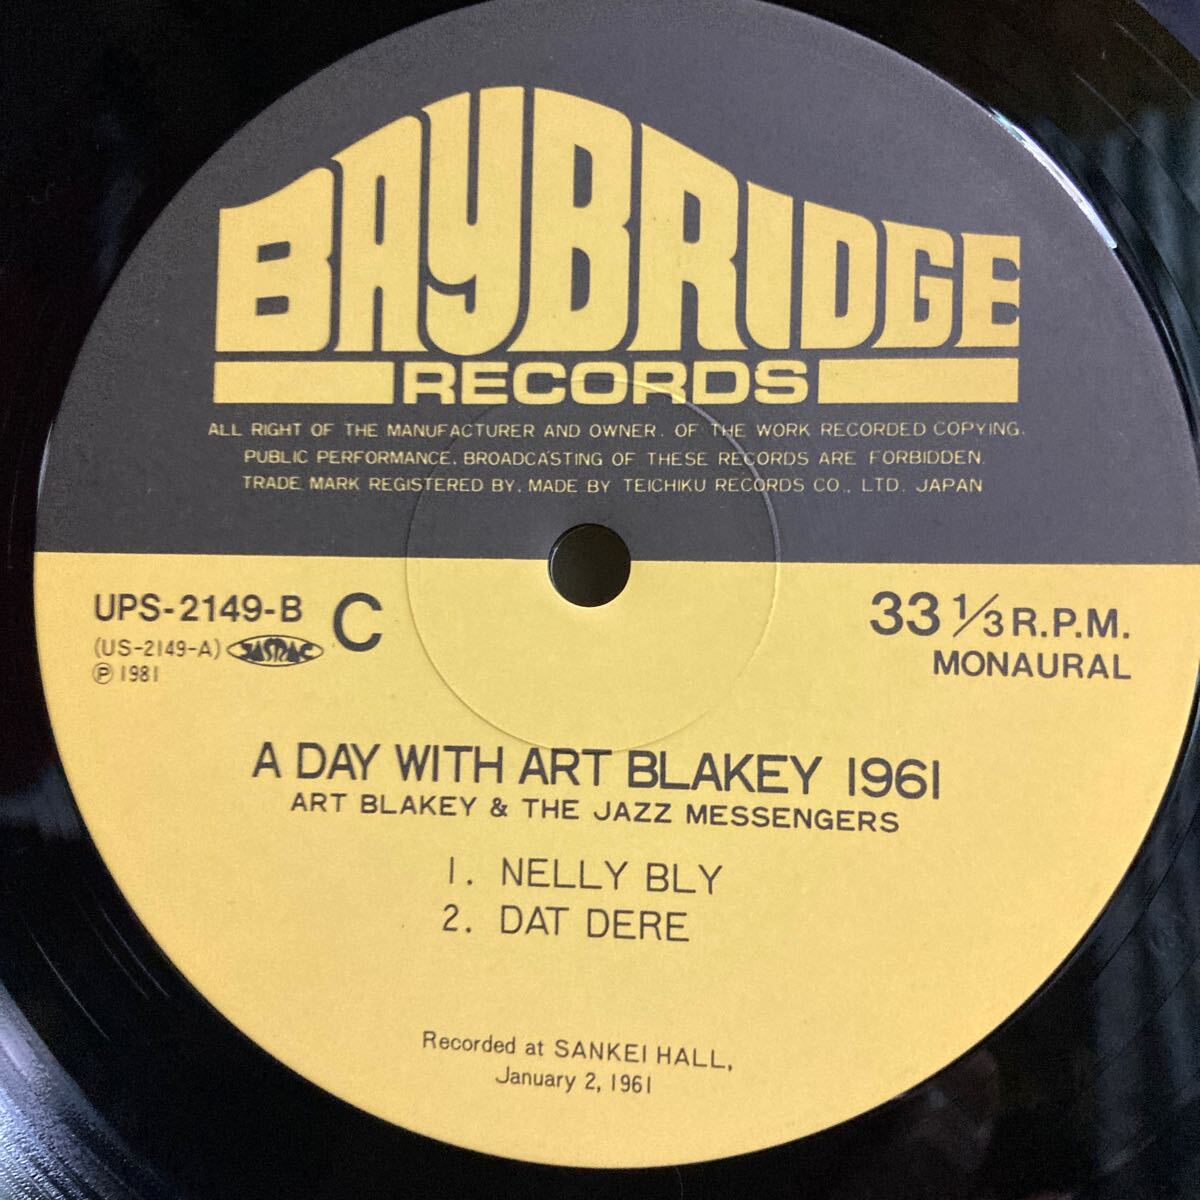 BAYBRIDGE
RECORDS
ALL RIGHT OF THE MANUFACTURER AND OWNER. OF THE WORK RECORDED COPYING.
PUBLIC PERFORMANCE. BROADCASTING OF THESE RECORDS ARE FORBIDDEN.
TRADE MARK REGISTERED BY. MADE BY TEICHIKU RECORDS CO., LTD. JAPAN
UPS-2149-B C
(US-2149-A) JASRAC
Ⓟ 1981
33 1/3 R.P.M.
MONAURAL
A DAY WITH ART BLAKEY 1961
ART BLAKEY & THE JAZZ MESSENGERS
1. NELLY BLY
2. DAT DERE
Recorded at SANKEI HALL,
January 2, 1961